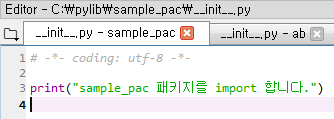 Editor - C:₩pylib₩sample_pac₩__init__.py
__init__.py - sample_pac
__init__.py - ab
1 # -*- coding: utf-8 -*-
2
3 print("sample_pac 패키지를 import 합니다.")
4